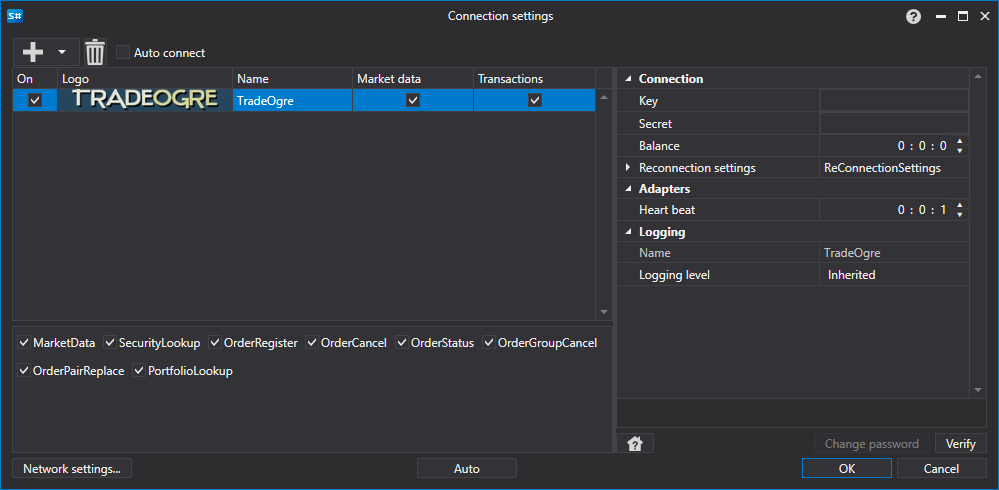 S# Connection settings ?
Auto connect
On Logo Name Market data Transactions
TRADEOGRE TradeOgre
MarketData SecurityLookup OrderRegister OrderCancel OrderStatus OrderGroupCancel
OrderPairReplace PortfolioLookup
Connection
Key
Secret
Balance 0 : 0 : 0
Reconnection settings ReConnectionSettings
Adapters
Heart beat 0 : 0 : 1
Logging
Name TradeOgre
Logging level Inherited
? Change password Verify
Network settings... Auto OK Cancel